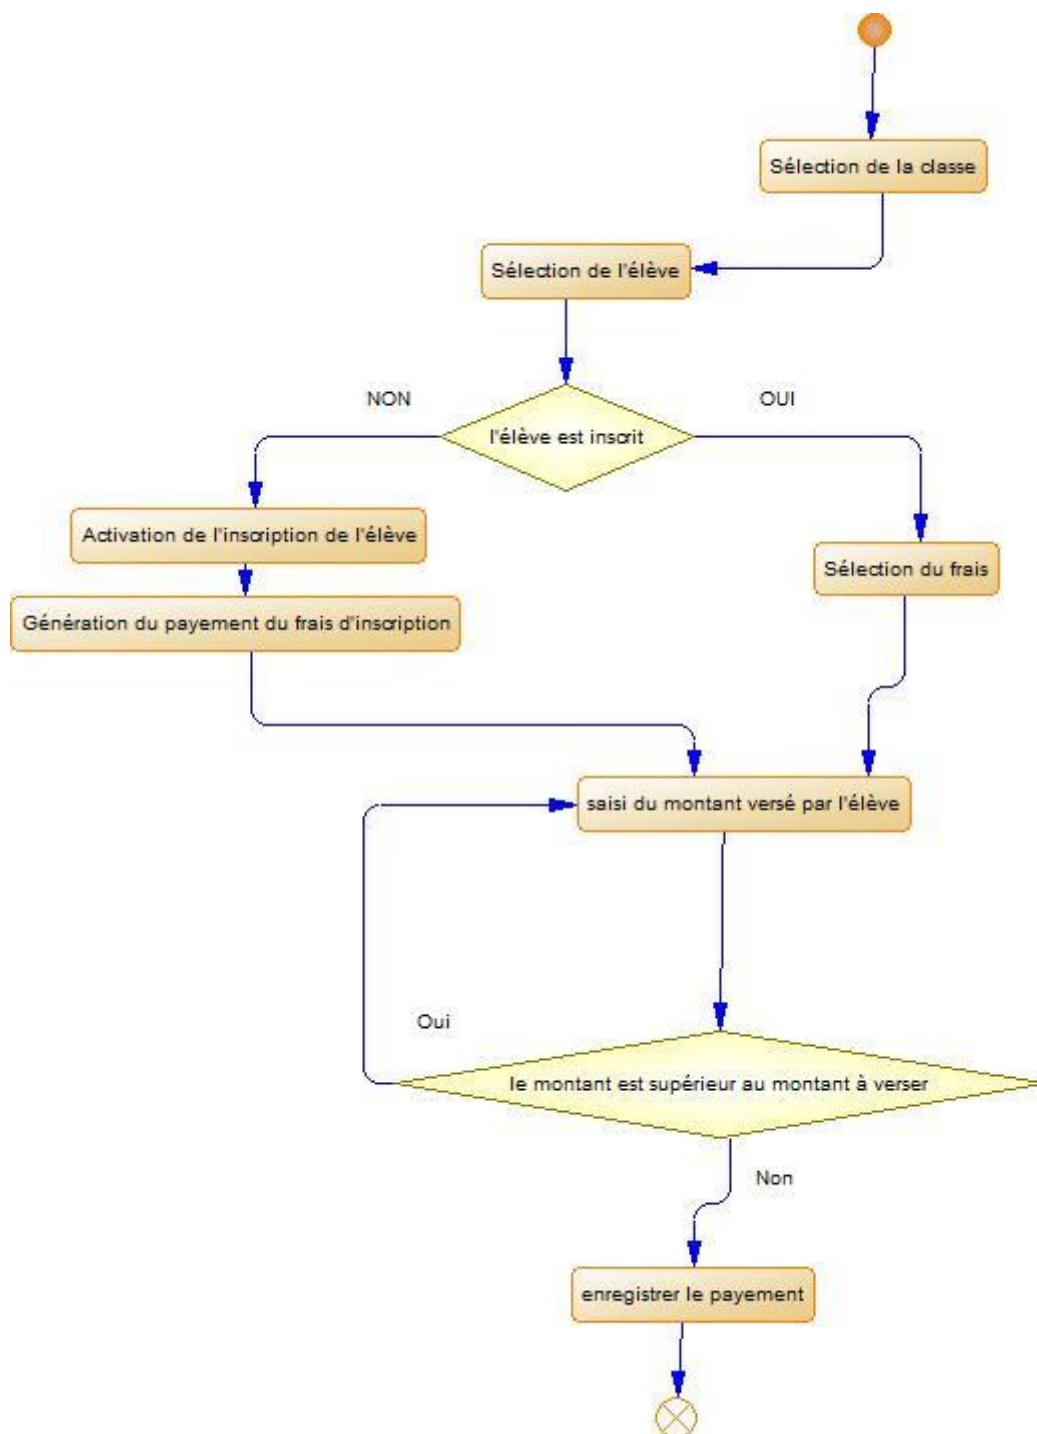 Sélection de la classe
Sélection de l'élève
NON
OUI
l'élève est inscrit
Activation de l'inscription de l'élève
Sélection du frais
Génération du payement du frais d'inscription
saisi du montant versé par l'élève
Oui
le montant est supérieur au montant à verser
Non
enregistrer le payement